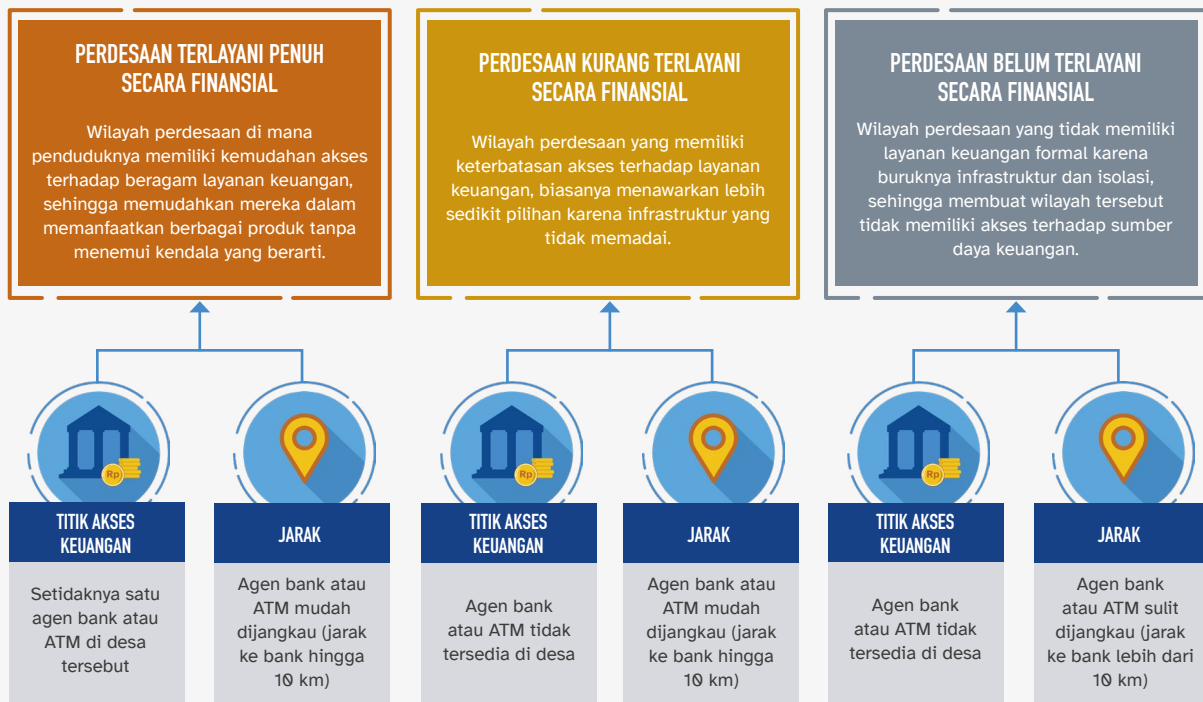 PERDESAAN TERLAYANI PENUH
SECARA FINANSIAL
Wilayah perdesaan di mana
penduduknya memiliki kemudahan akses
terhadap beragam layanan keuangan,
sehingga memudahkan mereka dalam
memanfaatkan berbagai produk tanpa
menemui kendala yang berarti.
PERDESAAN KURANG TERLAYANI
SECARA FINANSIAL
Wilayah perdesaan yang memiliki
keterbatasan akses terhadap layanan
keuangan, biasanya menawarkan lebih
sedikit pilihan karena infrastruktur yang
tidak memadai.
PERDESAAN BELUM TERLAYANI
SECARA FINANSIAL
Wilayah perdesaan yang tidak memiliki
layanan keuangan formal karena
buruknya infrastruktur dan isolasi,
sehingga membuat wilayah tersebut
tidak memiliki akses terhadap sumber
daya keuangan.
Rp
TITIK AKSES
KEUANGAN
Setidaknya satu
agen bank atau
ATM di desa
tersebut
JARAK
Agen bank atau
ATM mudah
dijangkau (jarak
ke bank hingga
10 km)
Rp
TITIK AKSES
KEUANGAN
Agen bank
atau ATM tidak
tersedia di desa
JARAK
Agen bank atau
ATM mudah
dijangkau (jarak
ke bank hingga
10 km)
Rp
TITIK AKSES
KEUANGAN
Agen bank
atau ATM tidak
tersedia di desa
JARAK
Agen bank
atau ATM sulit
dijangkau (jarak
ke bank lebih dari
10 km)